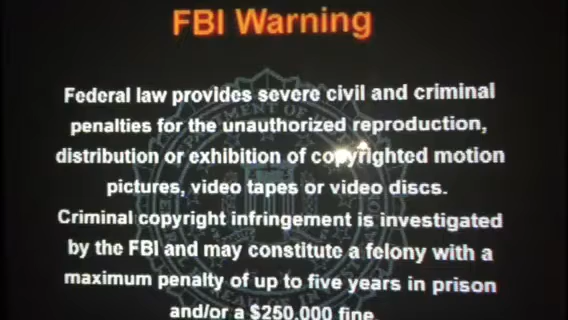 FBI Warning
Federal law provides severe civil and criminal
penalties for the unauthorized reproduction,
distribution or exhibition of copyrighted motion
pictures, video tapes or video discs.
Criminal copyright infringement is investigated
by the FBI and may constitute a felony with a
maximum penalty of up to five years in prison
and/or a $250,000 fine.